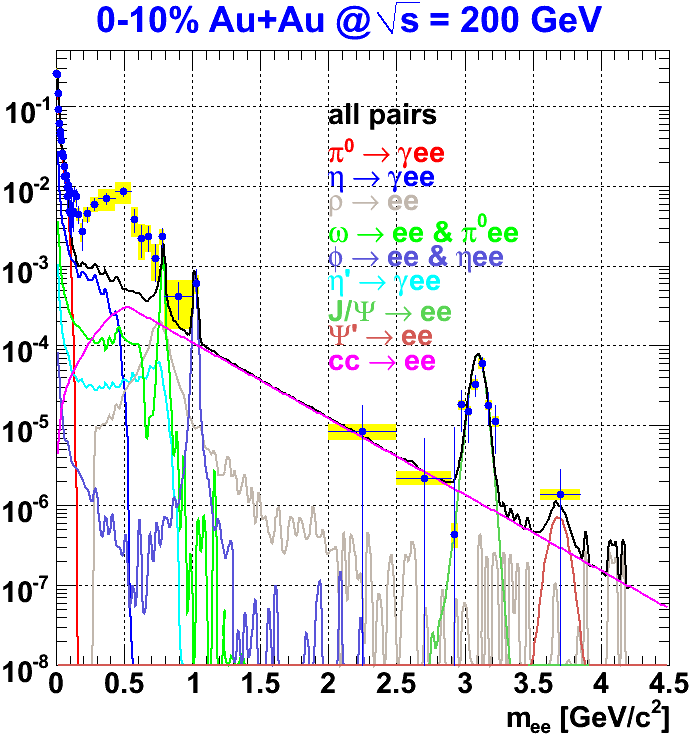 0-10% Au+Au @√s = 200 GeV
all pairs
π⁰ → γee
η → γee
ρ → ee
ω → ee & π⁰ee
ϕ → ee & ηee
η' → γee
J/Ψ → ee
Ψ' → ee
cc → ee
10⁻¹
10⁻²
10⁻³
10⁻⁴
10⁻⁵
10⁻⁶
10⁻⁷
10⁻⁸
0 0.5 1 1.5 2 2.5 3 3.5 4 4.5
mₑₑ [GeV/c²]